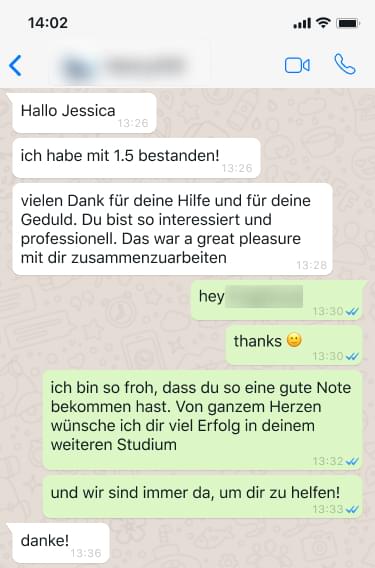 14:02
Hallo Jessica
13:26
ich habe mit 1.5 bestanden!
13:26
vielen Dank für deine Hilfe und für deine
Geduld. Du bist so interessiert und
professionell. Das war a great pleasure
mit dir zusammenzuarbeiten
13:28
hey
13:30
thanks 🙂
13:30
ich bin so froh, dass du so eine gute Note
bekommen hast. Von ganzem Herzen
wünsche ich dir viel Erfolg in deinem
weiteren Studium
13:32
und wir sind immer da, um dir zu helfen!
13:33
danke!
13:36